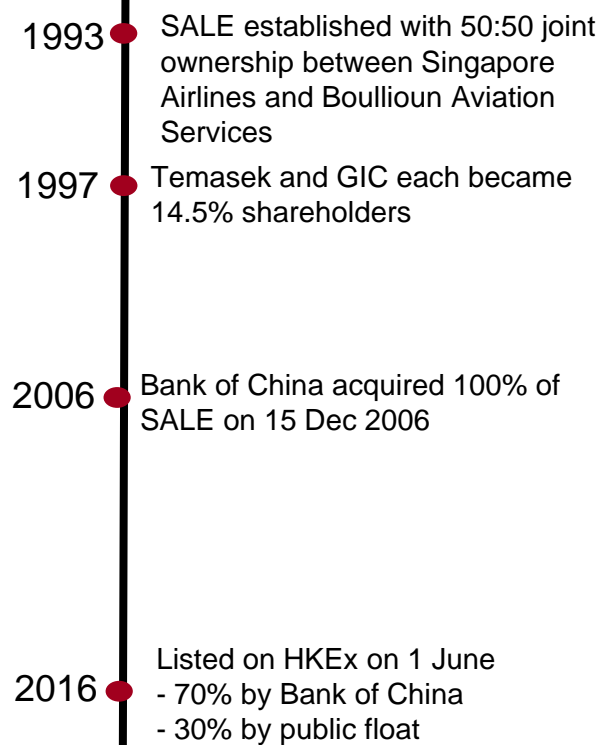 1993
SALE established with 50:50 joint
ownership between Singapore
Airlines and Boullioun Aviation
Services
1997
Temasek and GIC each became
14.5% shareholders
2006
Bank of China acquired 100% of
SALE on 15 Dec 2006
2016
Listed on HKEx on 1 June
- 70% by Bank of China
- 30% by public float